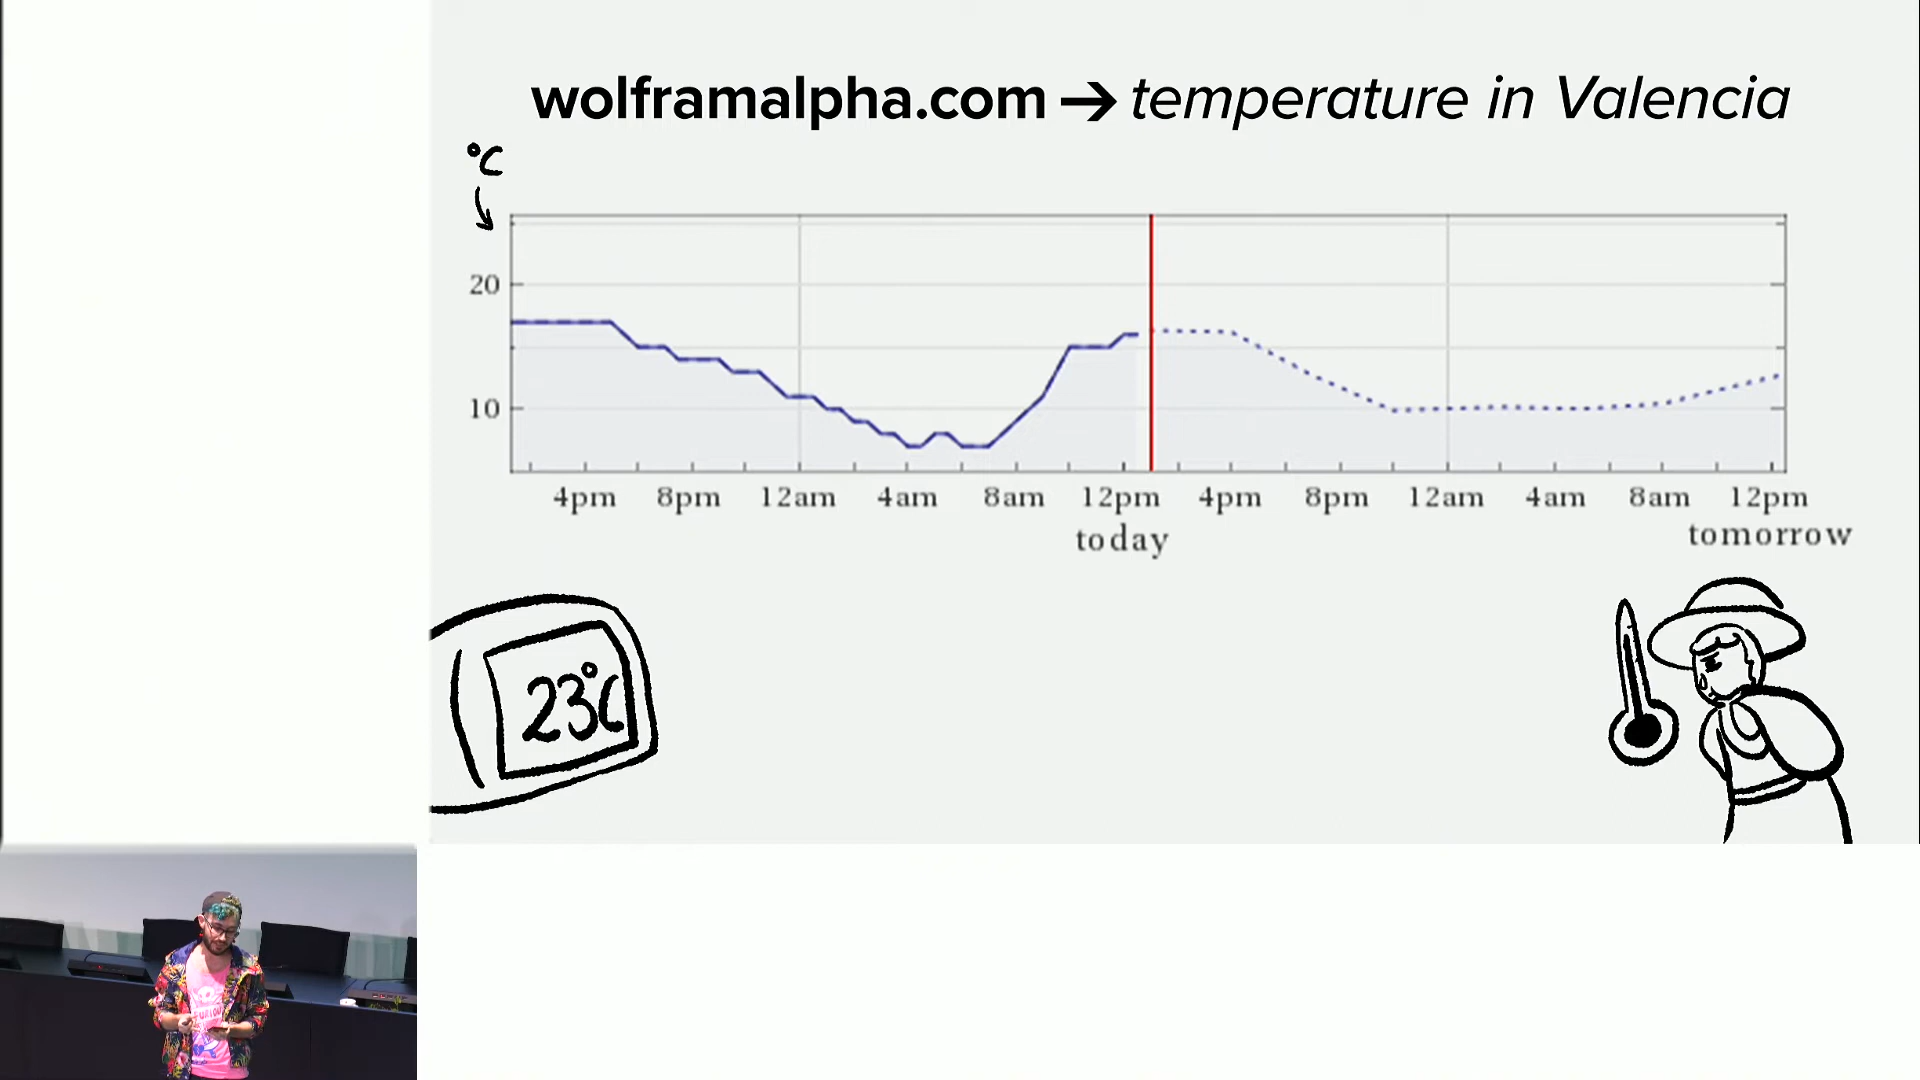 wolframalpha.com → temperature in Valencia
°C
20
10
4pm 8pm 12am 4am 8am 12pm 4pm 8pm 12am 4am 8am 12pm
today tomorrow
23°C